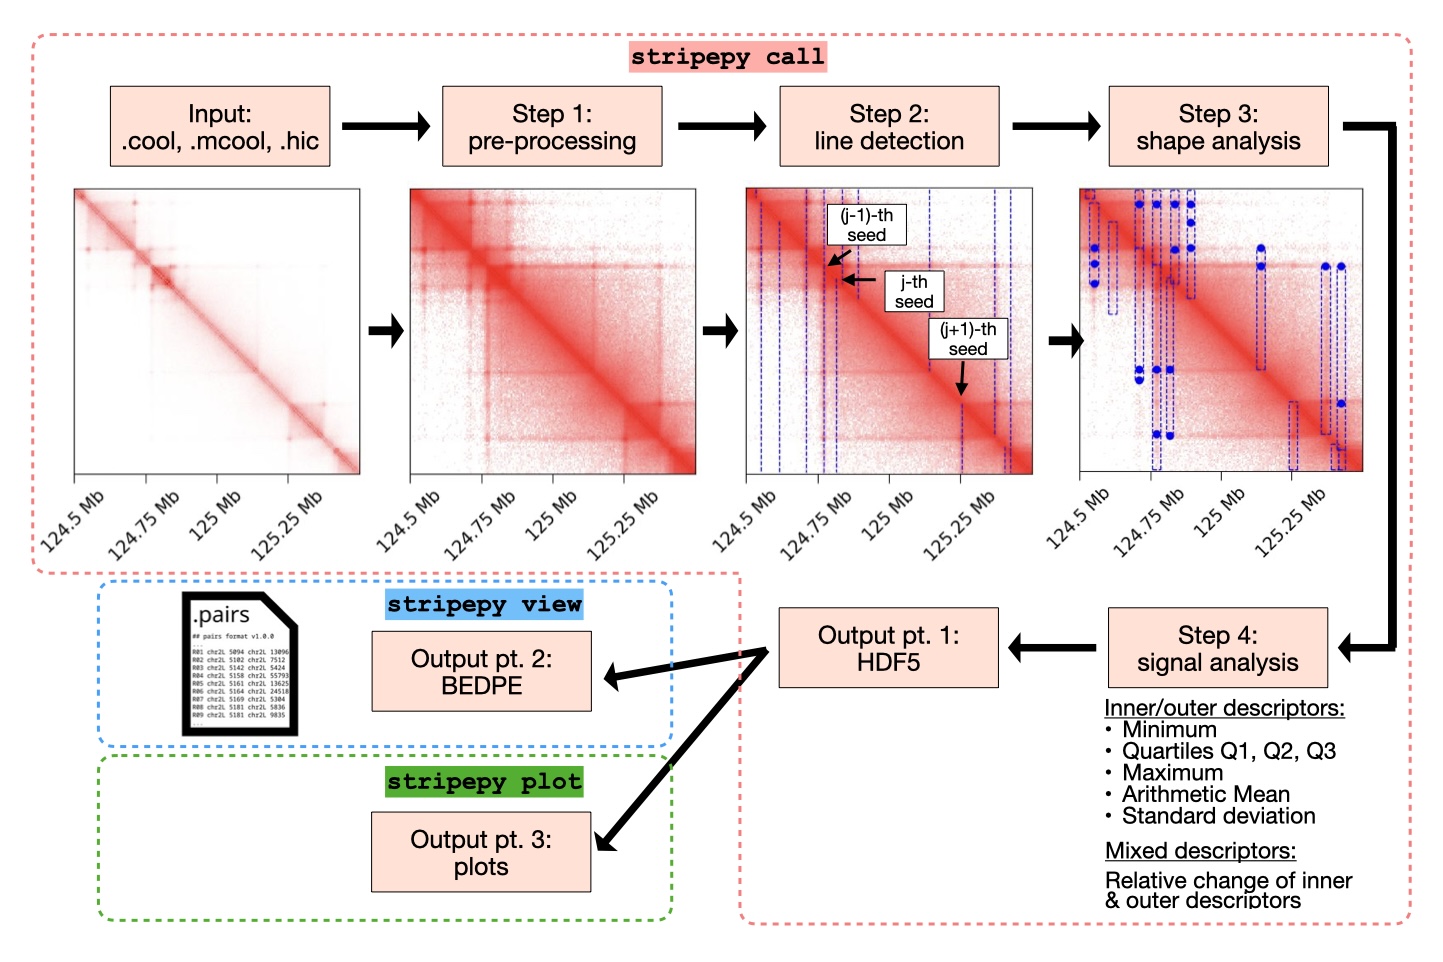 stripepy call
Input:
.cool, .mcool, .hic
Step 1:
pre-processing
Step 2:
line detection
Step 3:
shape analysis
(j-1)-th
seed
j-th
seed
(j+1)-th
seed
124.5 Mb
124.75 Mb
125 Mb
125.25 Mb
124.5 Mb
124.75 Mb
125 Mb
125.25 Mb
124.5 Mb
124.75 Mb
125 Mb
125.25 Mb
124.5 Mb
124.75 Mb
125 Mb
125.25 Mb
.pairs
## pairs format v1.0.0
...
R01 chr2L 5094 chr2L 13096
R02 chr2L 5102 chr2L 7512
R03 chr2L 5142 chr2L 5424
R04 chr2L 5158 chr2L 55793
R05 chr2L 5161 chr2L 13625
R06 chr2L 5164 chr2L 24518
R07 chr2L 5169 chr2L 5304
R08 chr2L 5181 chr2L 5836
R09 chr2L 5181 chr2L 9835
...
stripepy view
Output pt. 2:
BEDPE
stripepy plot
Output pt. 3:
plots
Output pt. 1:
HDF5
Step 4:
signal analysis
Inner/outer descriptors:
• Minimum
• Quartiles Q1, Q2, Q3
• Maximum
• Arithmetic Mean
• Standard deviation
Mixed descriptors:
Relative change of inner
& outer descriptors